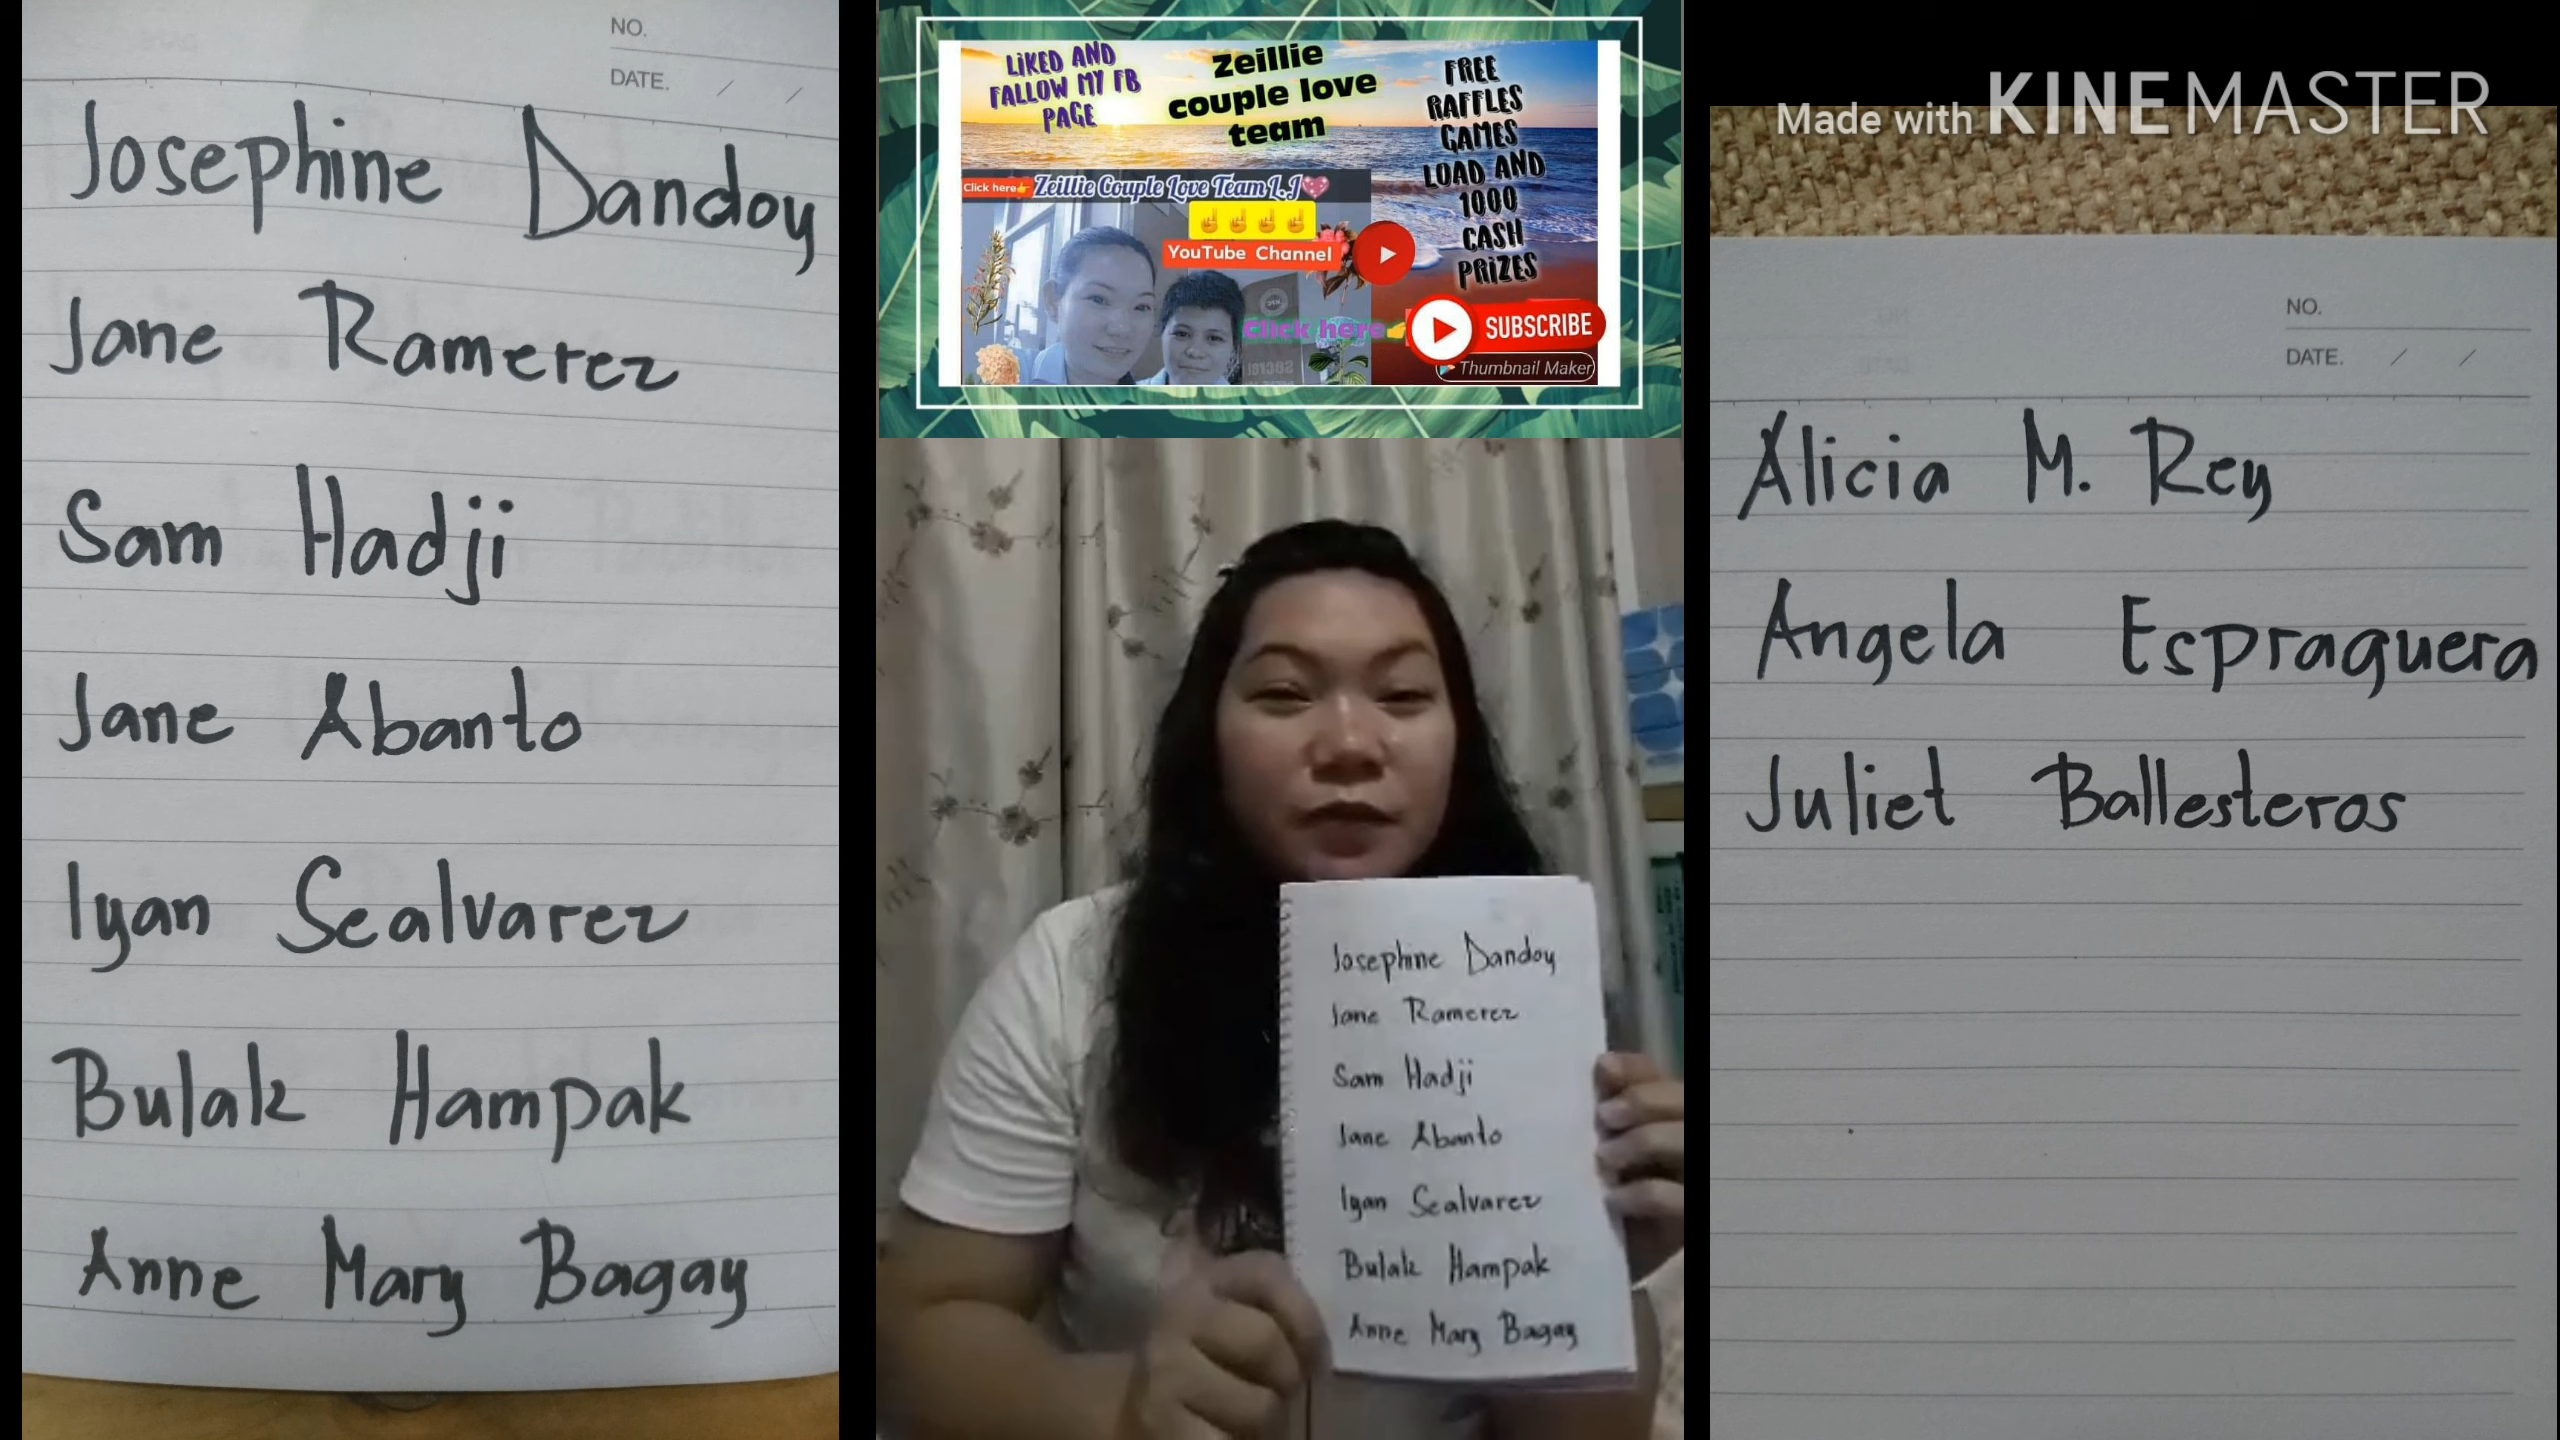 NO.
DATE. / /
Josephine Dandoy
Jane Ramerez
Sam Hadji
Jane Abanto
Iyan Sealvarez
Bulak Hampak
Anne Mary Bagay
LiKED AND
FALLOW MY FB
PAGE
Zeillie
couple love
team
FREE
RAFFLES
GAMES
LOAD AND
1000
CASH
PRiZES
Click here Zeillie Couple Love Team L.J
YouTube Channel
Click here
SUBSCRIBE
Thumbnail Maker
Josephine Dandoy
Jane Ramerez
Sam Hadji
Jane Abanto
Iyan Sealvarez
Bulak Hampak
Anne Mary Bagay
Made with KINEMASTER
NO.
DATE. / /
Alicia M. Rey
Angela Espraguera
Juliet Ballesteros